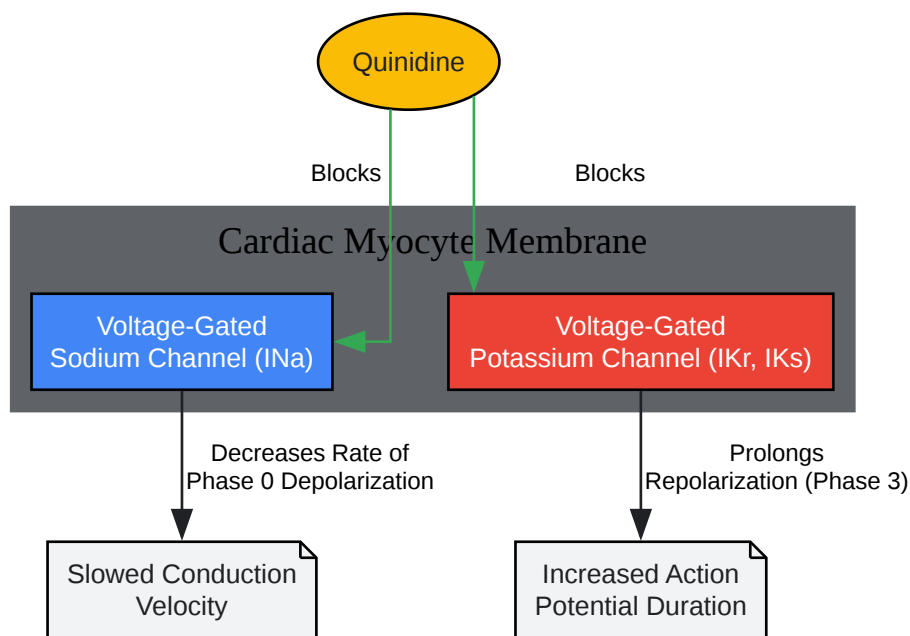 Quinidine
Blocks
Blocks
Cardiac Myocyte Membrane
Voltage-Gated
Sodium Channel (INa)
Voltage-Gated
Potassium Channel (IKr, IKs)
Decreases Rate of
Phase 0 Depolarization
Prolongs
Repolarization (Phase 3)
Slowed Conduction
Velocity
Increased Action
Potential Duration